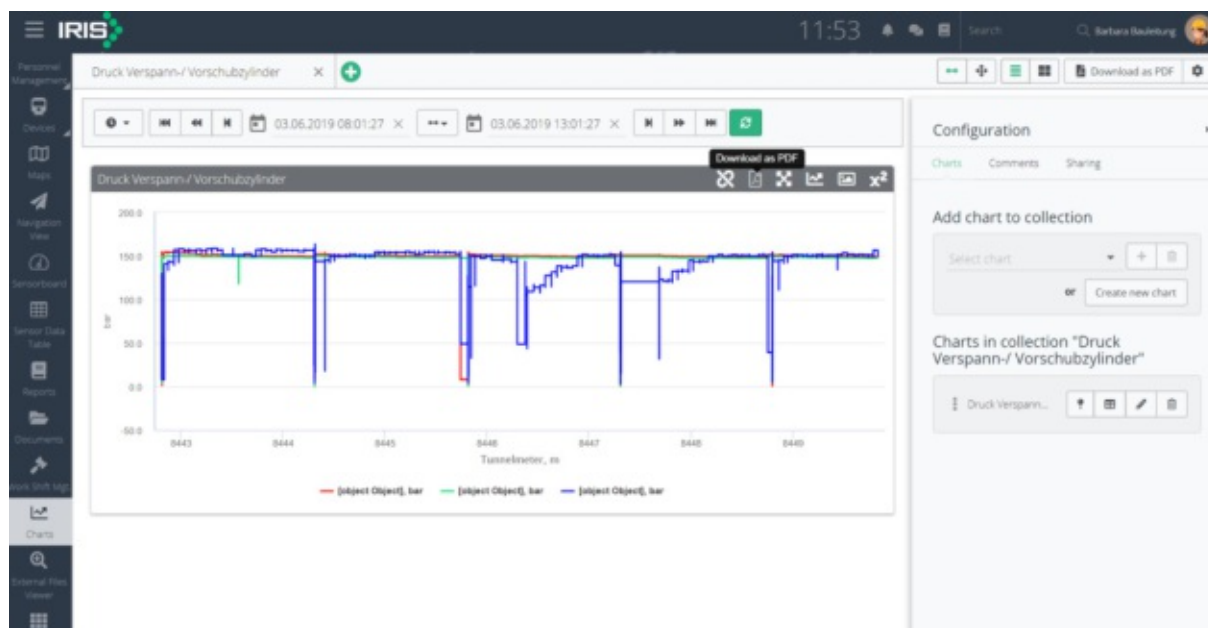 IRIS
11:53
Search
Barbara Bauleitung
Personnel
Management
Devices
Maps
Navigation
View
Sensorboard
Sensor Data
Table
Reports
Documents
Work Shift Mgt.
Charts
External Files
Viewer
Druck Verspann-/ Vorschubzylinder
Download as PDF
03.06.2019 08:01:27
03.06.2019 13:01:27
Download as PDF
Druck Verspann-/ Vorschubzylinder
x²
200.0
150.0
100.0
50.0
0.0
-50.0
bar
8443
8444
8445
8446
8447
8448
8449
Tunnelmeter, m
[object Object], bar
[object Object], bar
[object Object], bar
Configuration
Charts
Comments
Sharing
Add chart to collection
Select chart
or
Create new chart
Charts in collection "Druck
Verspann-/ Vorschubzylinder"
Druck Verspann...